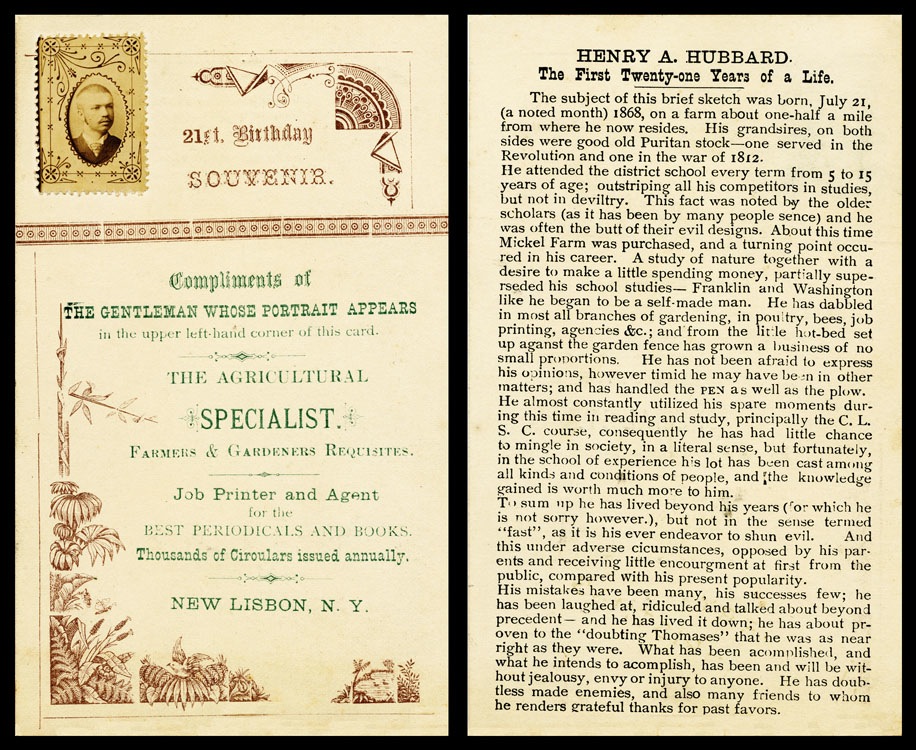 21st. Birthday
SOUVENIR.
Compliments of
THE GENTLEMAN WHOSE PORTRAIT APPEARS
in the upper left-hand corner of this card.
THE AGRICULTURAL
SPECIALIST.
FARMERS & GARDENERS REQUISITES.
Job Printer and Agent
for the
BEST PERIODICALS AND BOOKS.
Thousands of Circulars issued annually.
NEW LISBON, N. Y.
HENRY A. HUBBARD.
The First Twenty-one Years of a Life.
The subject of this brief sketch was born, July 21,
(a noted month) 1868, on a farm about one-half a mile
from where he now resides. His grandsires, on both
sides were good old Puritan stock—one served in the
Revolution and one in the war of 1812.
He attended the district school every term from 5 to 15
years of age; outstriping all his competitors in studies,
but not in deviltry. This fact was noted by the older
scholars (as it has been by many people sence) and he
was often the butt of their evil designs. About this time
Mickel Farm was purchased, and a turning point occu-
red in his career. A study of nature together with a
desire to make a little spending money, partially supe-
rseded his school studies— Franklin and Washington
like he began to be a self-made man. He has dabbled
in most all branches of gardening, in poultry, bees, job
printing, agencies &c.; and from the little hot-bed set
up aganst the garden fence has grown a business of no
small proportions. He has not been afraid to express
his opinions, however timid he may have been in other
matters; and has handled the PEN as well as the plow.
He almost constantly utilized his spare moments dur-
ing this time in reading and study, principally the C. L.
S. C. course, consequently he has had little chance
to mingle in society, in a literal sense, but fortunately,
in the school of experience his lot has been cast among
all kinds and conditions of people, and the knowledge
gained is worth much more to him.
To sum up he has lived beyond his years (for which he
is not sorry however.), but not in the sense termed
"fast", as it is his ever endeavor to shun evil. And
this under adverse cicumstances, opposed by his par-
ents and receiving little encourgment at first from the
public, compared with his present popularity.
His mistakes have been many, his successes few; he
has been laughed at, ridiculed and talked about beyond
precedent— and he has lived it down; he has about pr-
oven to the "doubting Thomases" that he was as near
right as they were. What has been acomplished, and
what he intends to acomplish, has been and will be wit-
hout jealousy, envy or injury to anyone. He has doub-
tless made enemies, and also many friends to whom
he renders grateful thanks for past favors.